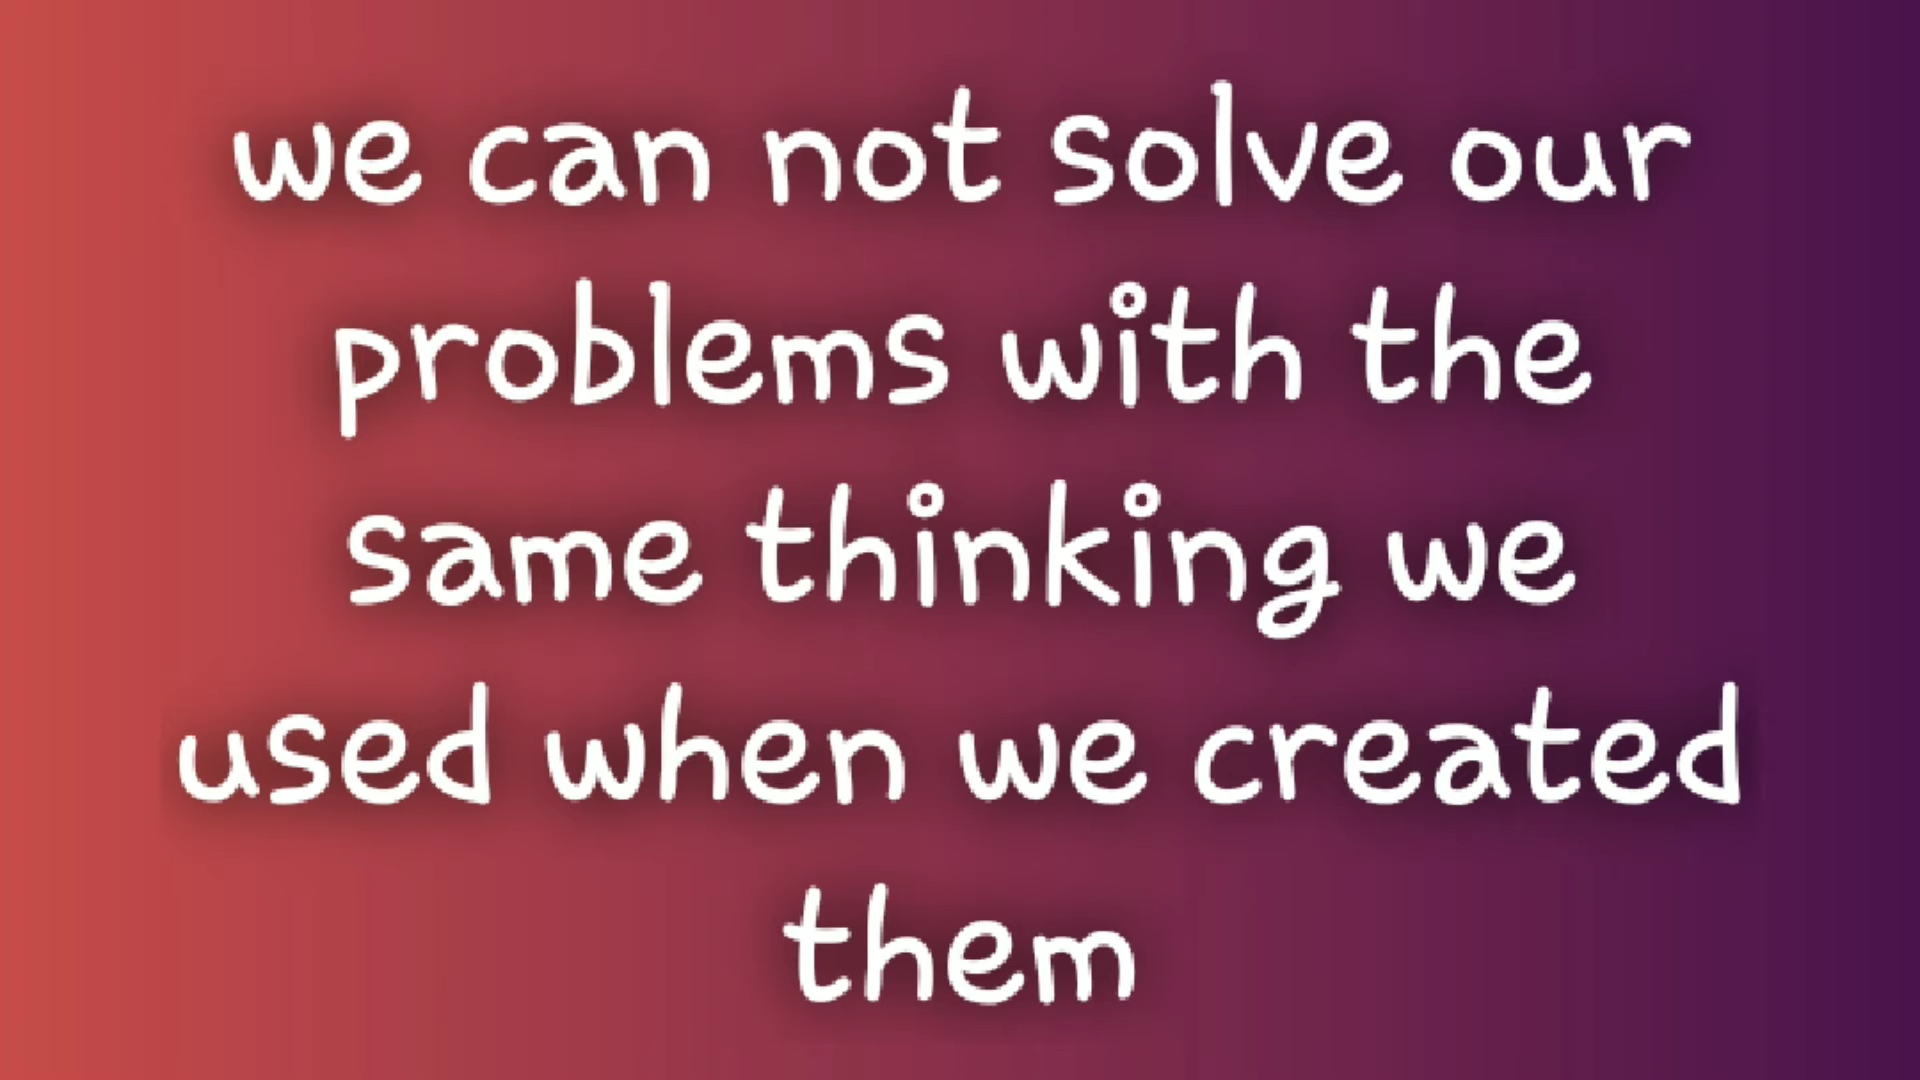 we can not solve our
problems with the
same thinking we
used when we created
them